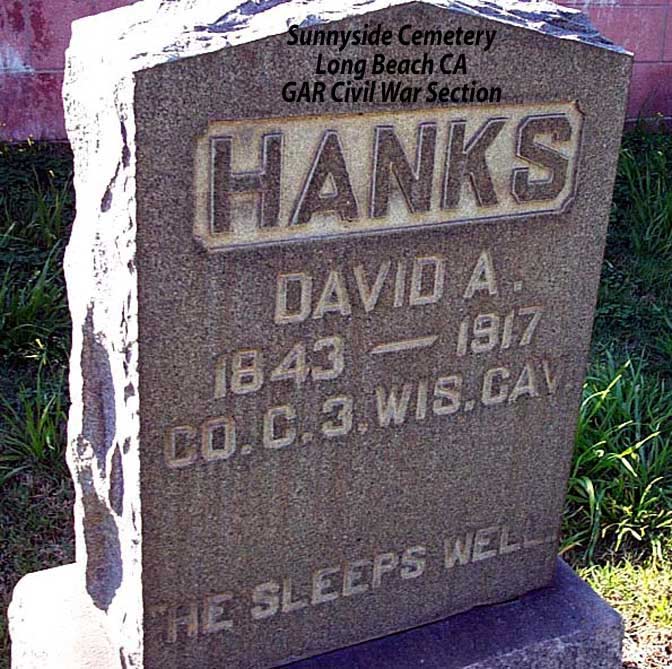 Sunnyside Cemetery
Long Beach CA
GAR Civil War Section
HANKS
DAVID A.
1843 — 1917
CO. C. 3. WIS. CAV.
HE SLEEPS WELL.